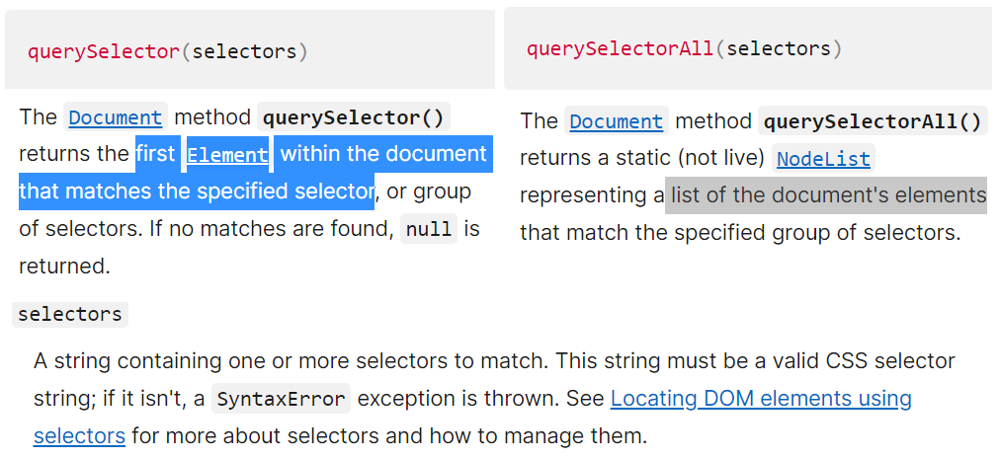 querySelector(selectors)
The Document method querySelector()
returns the first Element within the document
that matches the specified selector, or group
of selectors. If no matches are found, null is
returned.
querySelectorAll(selectors)
The Document method querySelectorAll()
returns a static (not live) NodeList
representing a list of the document's elements
that match the specified group of selectors.
selectors
A string containing one or more selectors to match. This string must be a valid CSS selector
string; if it isn't, a SyntaxError exception is thrown. See Locating DOM elements using
selectors for more about selectors and how to manage them.